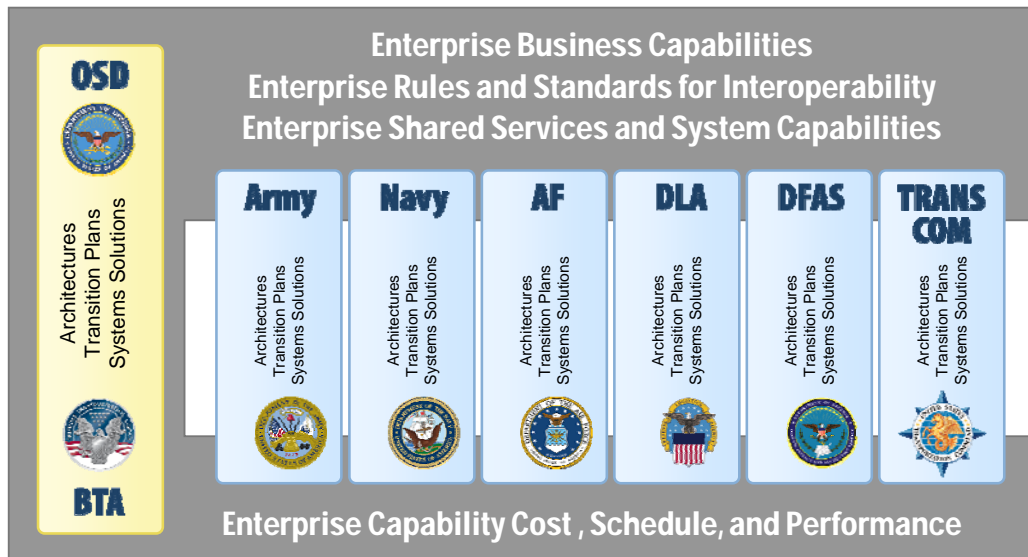 OSD
Architectures
Transition Plans
Systems Solutions
BTA
Enterprise Business Capabilities
Enterprise Rules and Standards for Interoperability
Enterprise Shared Services and System Capabilities
Army
Architectures
Transition Plans
Systems Solutions
Navy
Architectures
Transition Plans
Systems Solutions
AF
Architectures
Transition Plans
Systems Solutions
DLA
Architectures
Transition Plans
Systems Solutions
DFAS
Architectures
Transition Plans
Systems Solutions
TRANS
COM
Architectures
Transition Plans
Systems Solutions
Enterprise Capability Cost , Schedule, and Performance